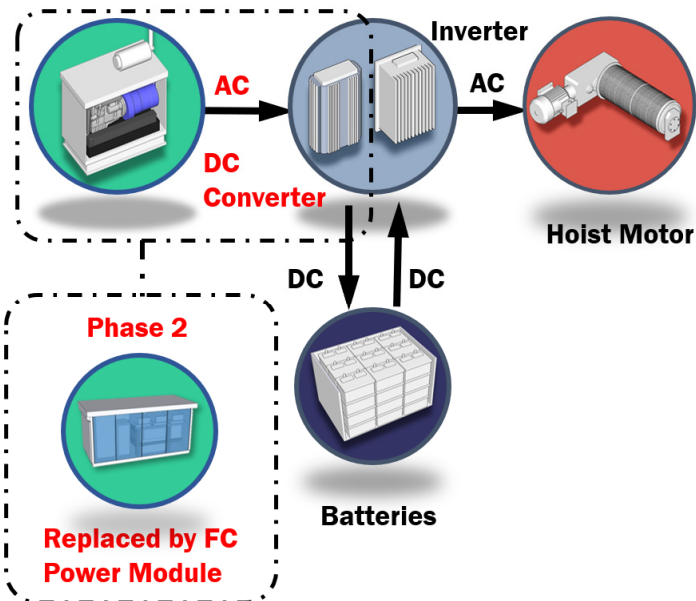 Inverter
AC
AC
DC
Converter
Hoist Motor
DC
DC
Phase 2
Batteries
Replaced by FC
Power Module